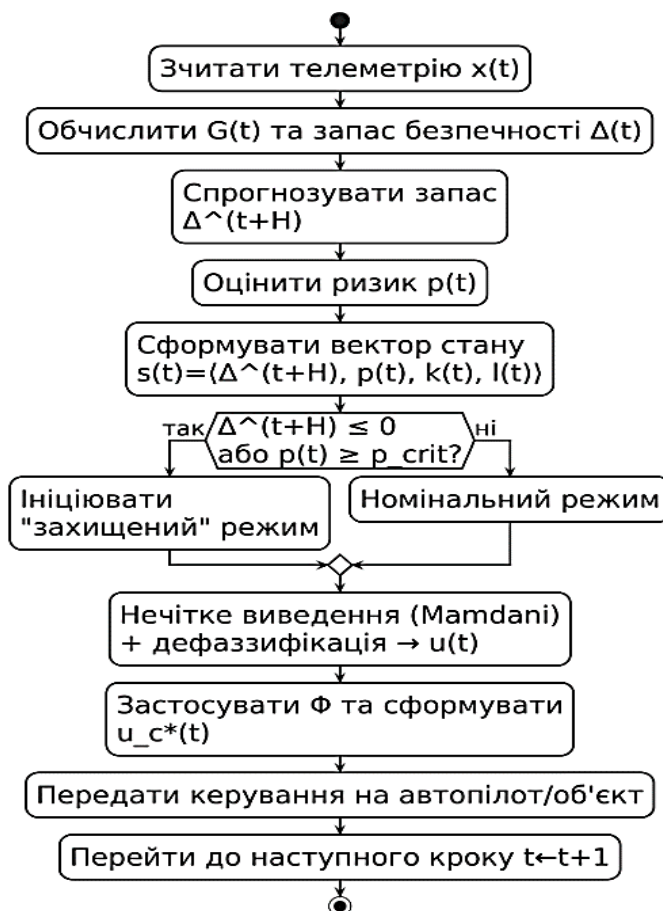 Зчитати телеметрію x(t)
Обчислити G(t) та запас безпечності Δ(t)
Спрогнозувати запас
Δ^(t+H)
Оцінити ризик p(t)
Сформувати вектор стану
s(t)=⟨Δ^(t+H), p(t), k(t), l(t)⟩
так
Δ^(t+H) ≤ 0
або p(t) ≥ p_crit?
ні
Ініціювати
"захищений" режим
Номінальний режим
Нечітке виведення (Mamdani)
+ дефаззифікація → u(t)
Застосувати Φ та сформувати
u_c*(t)
Передати керування на автопілот/об'єкт
Перейти до наступного кроку t←t+1